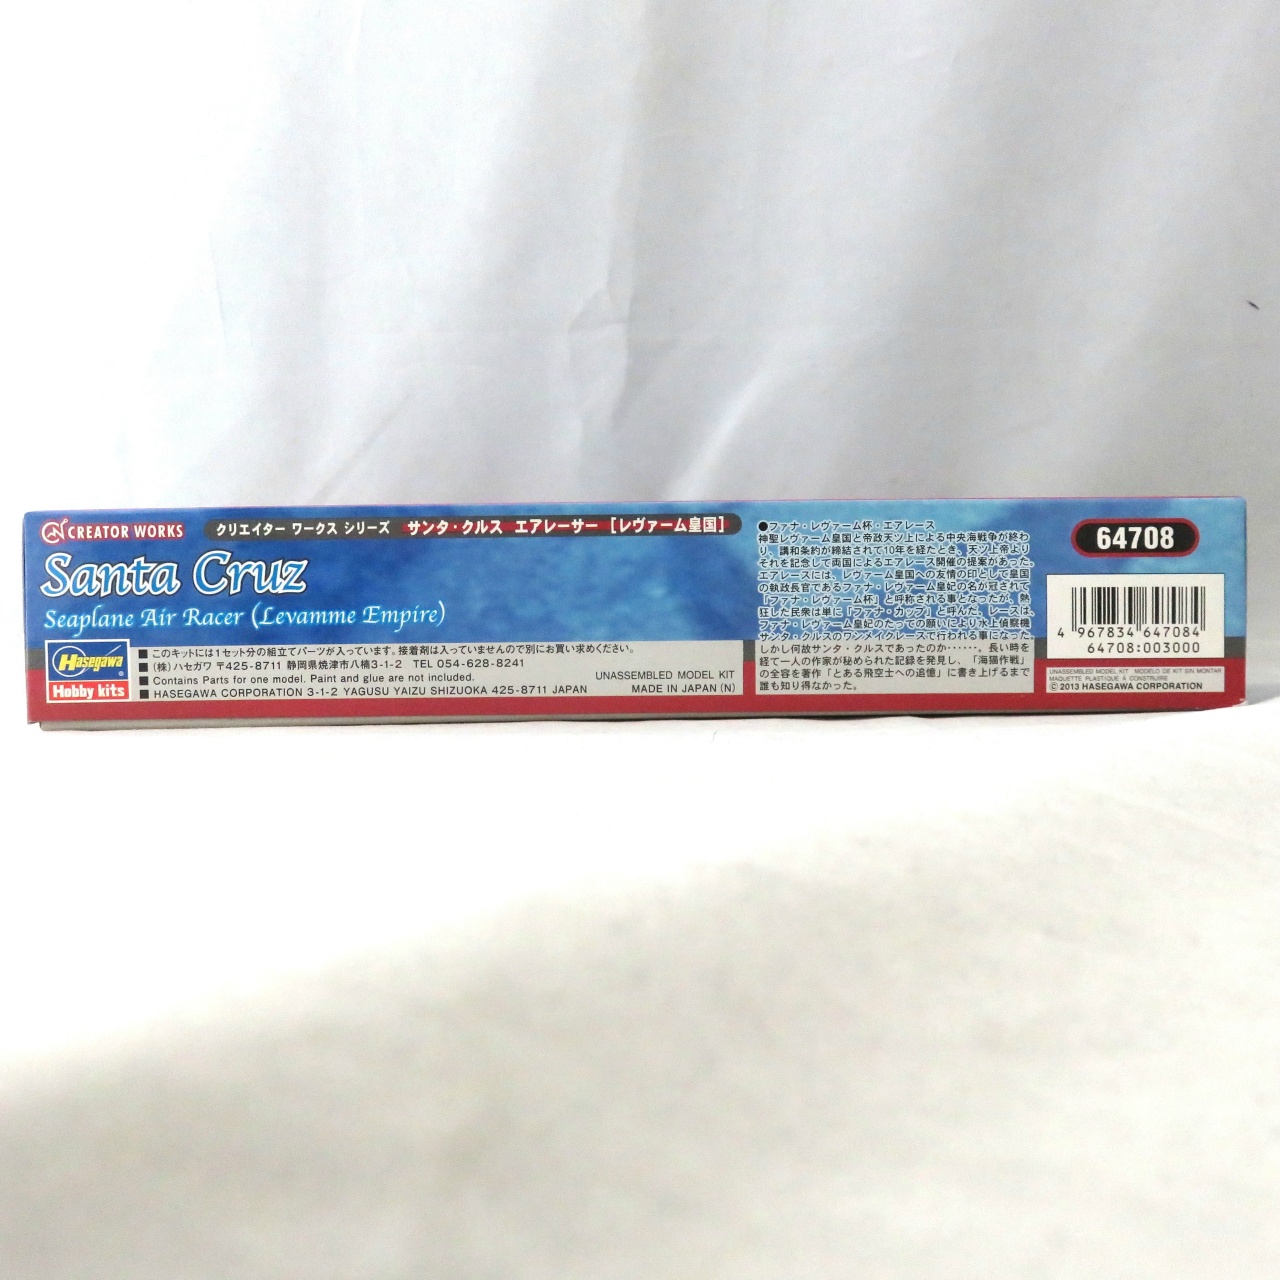 CREATOR WORKS クリエイター ワークス シリーズ サンタ・クルス エアレーサー [レヴァーム皇国]
Santa Cruz
Seaplane Air Racer (Levamme Empire)
Hasegawa
Hobby kits
■このキットには1セット分の組立てパーツが入っています。接着剤は入っていませんので別にお買い求めください。
■(株)ハセガワ 〒425-8711 静岡県焼津市八楠3-1-2 TEL 054-628-8241
■Contains Parts for one model. Paint and glue are not included.
■HASEGAWA CORPORATION 3-1-2 YAGUSU YAIZU SHIZUOKA 425-8711 JAPAN
UNASSEMBLED MODEL KIT
MADE IN JAPAN (N)
●ファナ・レヴァーム杯・エアレース
神聖レヴァーム皇国と帝政天ツ上による中央海戦争が終わ
り、講和条約が締結されて10年を経たとき、天ツ上帝より
それを記念して両国によるエアレース開催の提案があった。
エアレースには、レヴァーム皇国への友情の印として皇国
の執政長官であるファナ・レヴァーム皇妃の名が冠されて
「ファナ・レヴァーム杯」と呼称される事となったが、熱
狂した民衆は単に「ファナ・カップ」と呼んだ。レースは、
ファナ・レヴァーム皇妃のたっての願いにより水上偵察機
サンタ・クルスのワンメイクレースで行われる事になった。
しかし何故サンタ・クルスであったのか……。長い時を
経て一人の作家が秘められた記録を発見し、「海猫作戦」
の全容を著作「とある飛空士への追憶」に書き上げるまで
誰も知り得なかった。
64708
4 967834 647084
64708:003000
UNASSEMBLED MODEL KIT MODELO DE KIT SIN MONTAR
MAQUETTE PLASTIQUE À CONSTRUIRE
© 2013 HASEGAWA CORPORATION